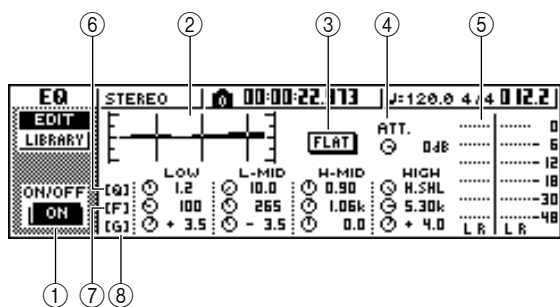 ⑥ ② ③ ④ ⑤
EQ STEREO 00:00:22.973 ♩=120.0 4/4 012.2
EDIT
LIBRARY
FLAT
ATT.
0dB
0
6
12
18
30
48
L R L R
LOW L-MID H-MID HIGH
ON/OFF
ON
[Q] 1.2 10.0 0.90 H.SHL
[F] 100 265 1.06k 5.30k
[G] + 3.5 - 3.5 0.0 + 4.0
① ⑦ ⑧